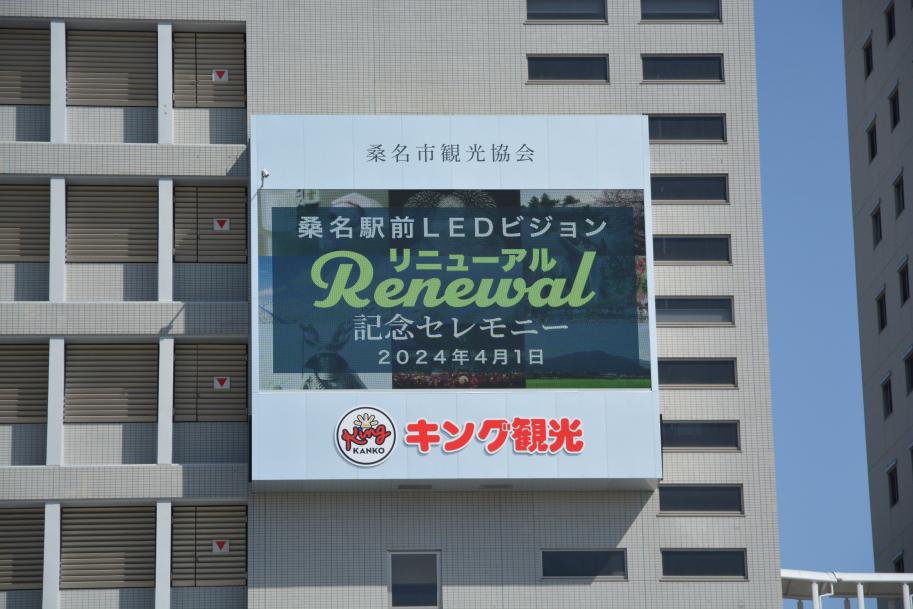 桑名市観光協会
桑名駅前LEDビジョン
リニューアル
Renewal
記念セレモニー
2024年4月1日
King
KANKO
キング観光